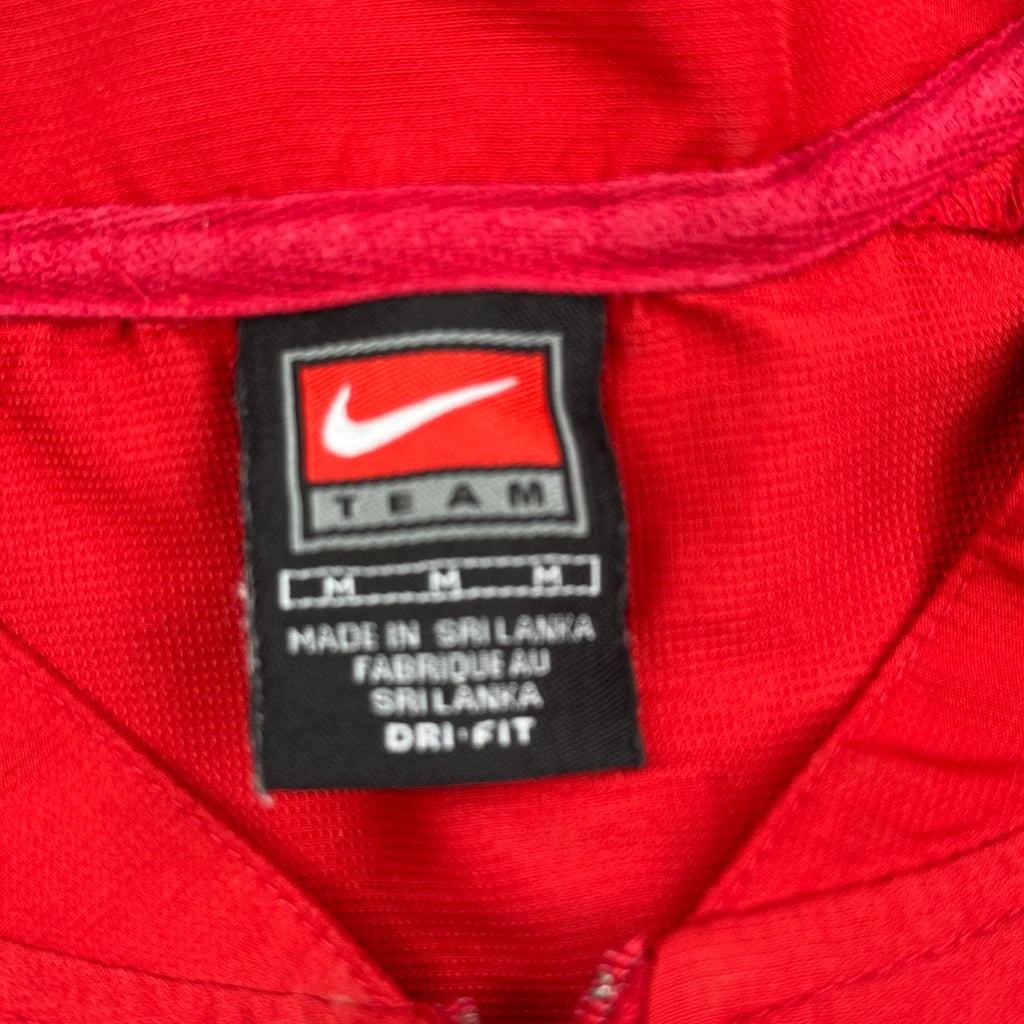 TEAM
M M M
MADE IN SRI LANKA
FABRIQUE AU
SRI LANKA
DRI-FIT